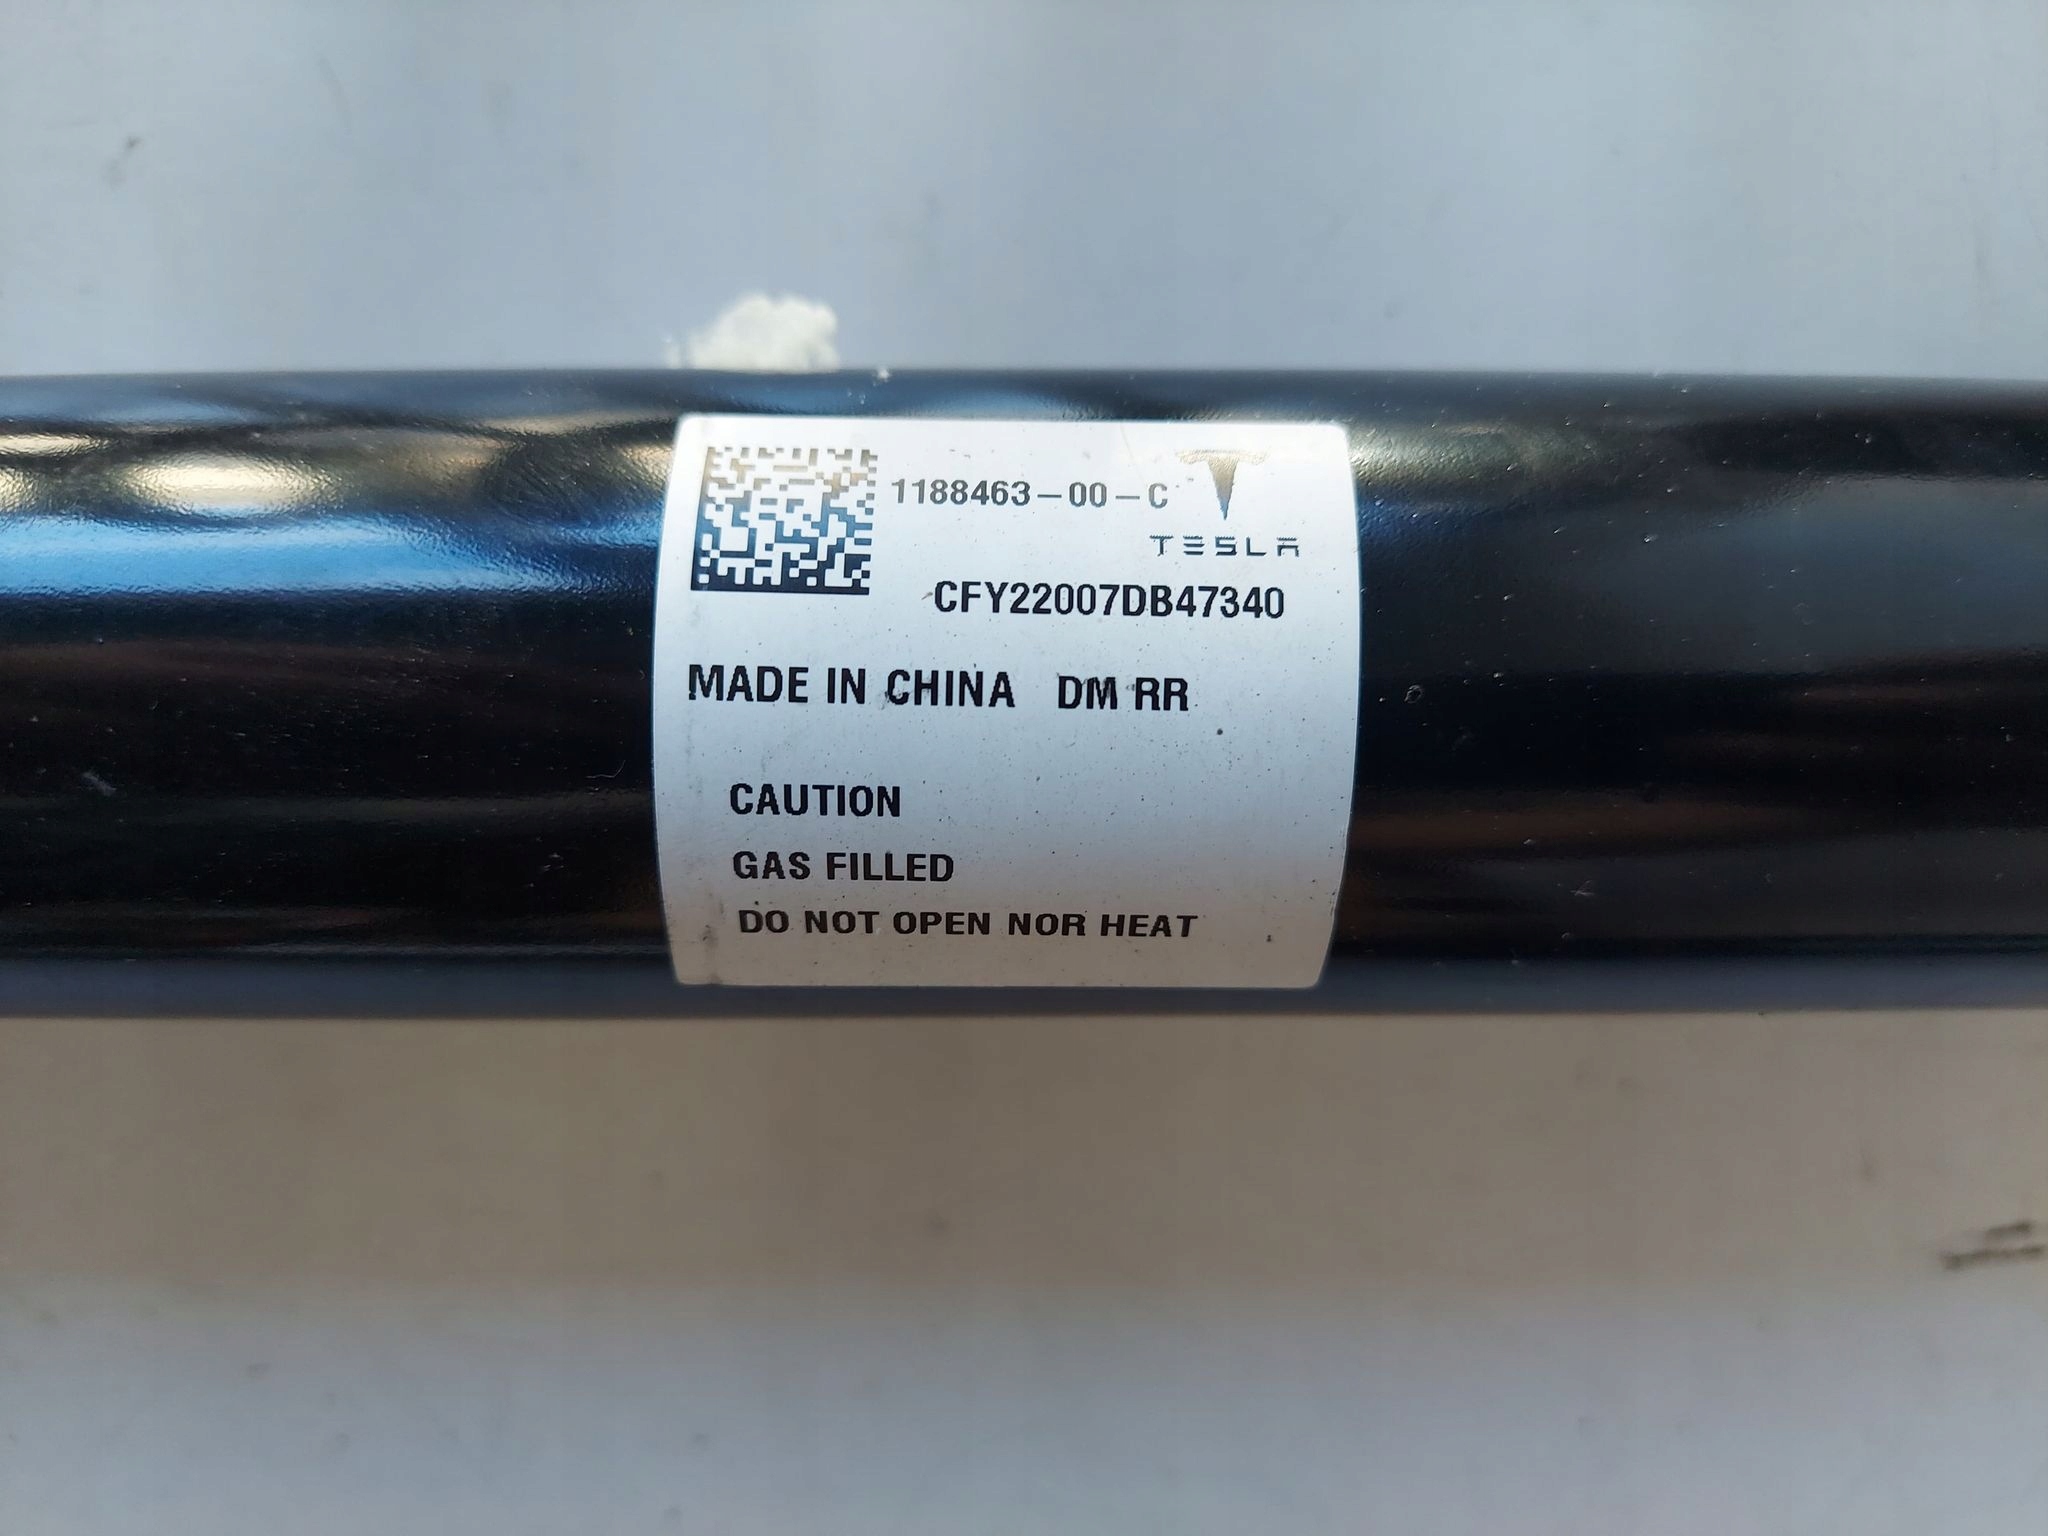 1188463-00-C
TESLA
CFY22007DB47340
MADE IN CHINA DM RR
CAUTION
GAS FILLED
DO NOT OPEN NOR HEAT